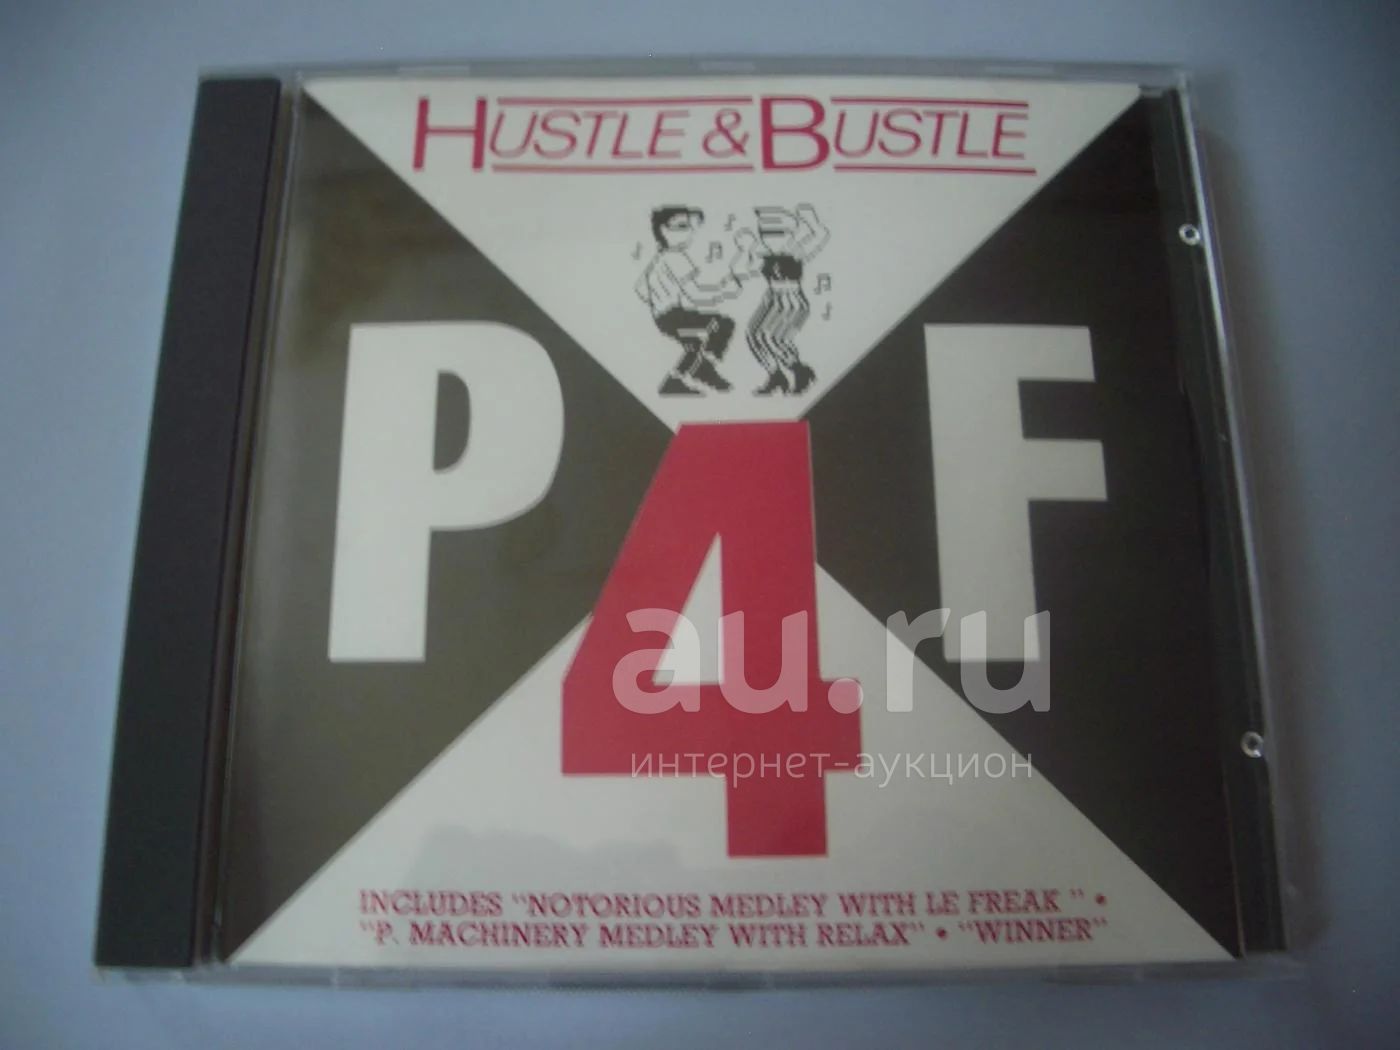 HUSTLE & BUSTLE
P 4 F
au.ru
интернет-аукцион
INCLUDES "NOTORIOUS MEDLEY WITH LE FREAK " •
"P. MACHINERY MEDLEY WITH RELAX" • "WINNER"